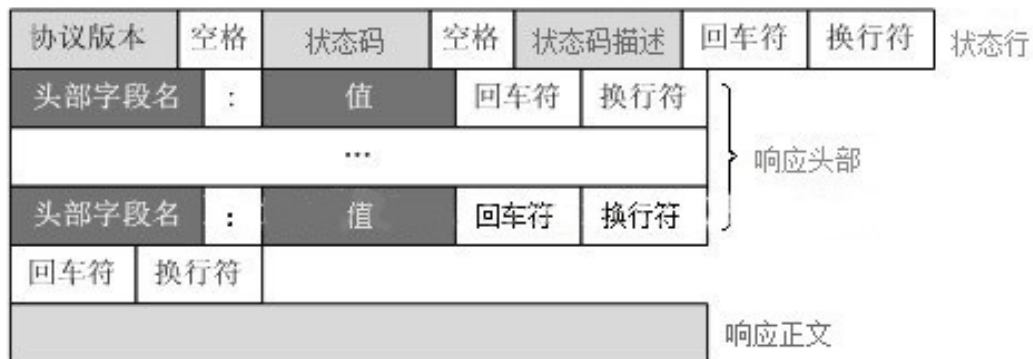 协议版本 空格 状态码 空格 状态码描述 回车符 换行符 状态行
头部字段名 : 值 回车符 换行符
...
响应头部
头部字段名 : 值 回车符 换行符
回车符 换行符
响应正文